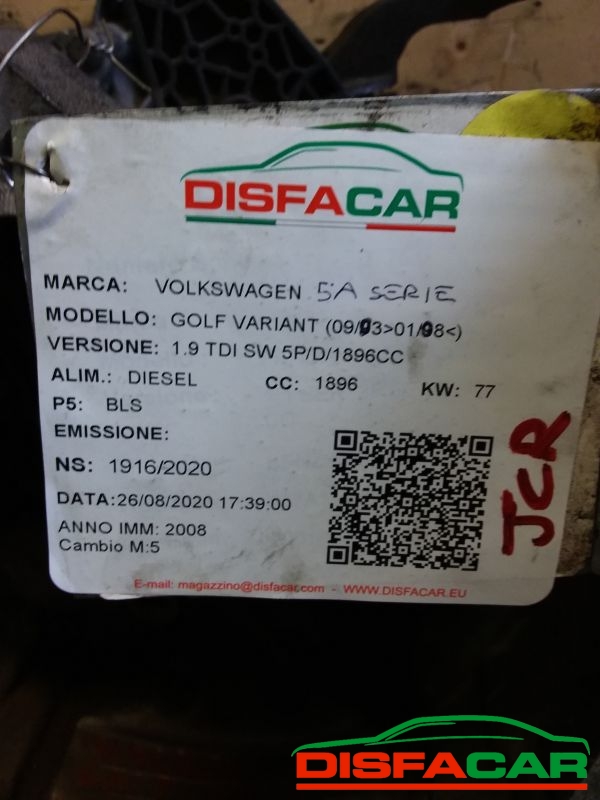 DISFACAR
MARCA: VOLKSWAGEN 5A SERIE
MODELLO: GOLF VARIANT (09/03>01/08<)
VERSIONE: 1.9 TDI SW 5P/D/1896CC
ALIM.: DIESEL CC: 1896 KW: 77
P5: BLS
EMISSIONE:
NS: 1916/2020
DATA:26/08/2020 17:39:00
ANNO IMM: 2008
Cambio M:5
JCR
E-mail: magazzino@disfacar.com - WWW.DISFACAR.EU
DISFACAR